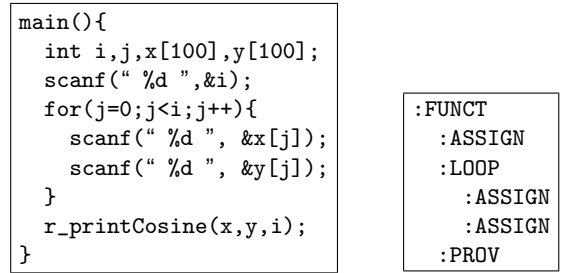 main(){
int i,j,x[100],y[100];
scanf(“ %d ”,&i);
for(j=0;j<i;j++){
scanf(“ %d ”, &x[j]);
scanf(“ %d ”, &y[j]);
}
r_printCosine(x,y,i);
}
:FUNCT
:ASSIGN
:LOOP
:ASSIGN
:ASSIGN
:PROV